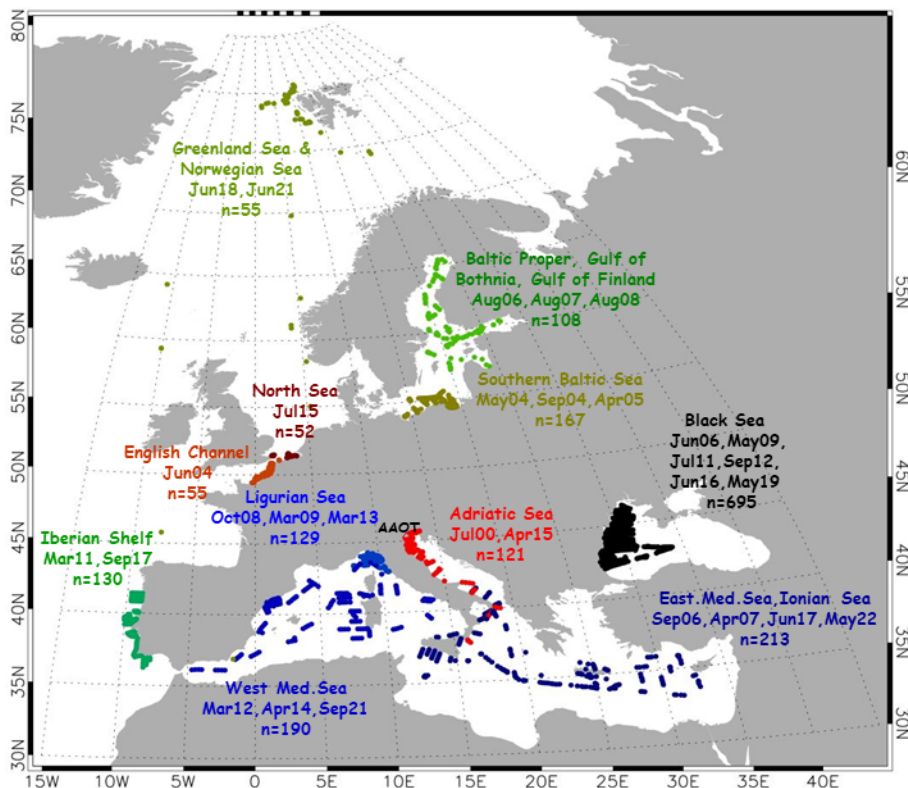 80N
75N
70N
65N
60N
55N
50N
45N
40N
35N
30N
60N
55N
50N
45N
40N
35N
30N
15W
10W
5W
0
5E
10E
15E
20E
25E
30E
35E
40E
Greenland Sea &
Norwegian Sea
Jun18,Jun21
n=55
Baltic Proper, Gulf of
Bothnia, Gulf of Finland
Aug06,Aug07,Aug08
n=108
Southern Baltic Sea
May04,Sep04,Apr05
n=167
North Sea
Jul15
n=52
English Channel
Jun04
n=55
Black Sea
Jun06,May09,
Jul11,Sep12,
Jun16,May19
n=695
Ligurian Sea
Oct08,Mar09,Mar13
n=129
AAOT
Adriatic Sea
Jul00,Apr15
n=121
Iberian Shelf
Mar11,Sep17
n=130
East.Med.Sea,Ionian Sea
Sep06,Apr07,Jun17,May22
n=213
West Med.Sea
Mar12,Apr14,Sep21
n=190